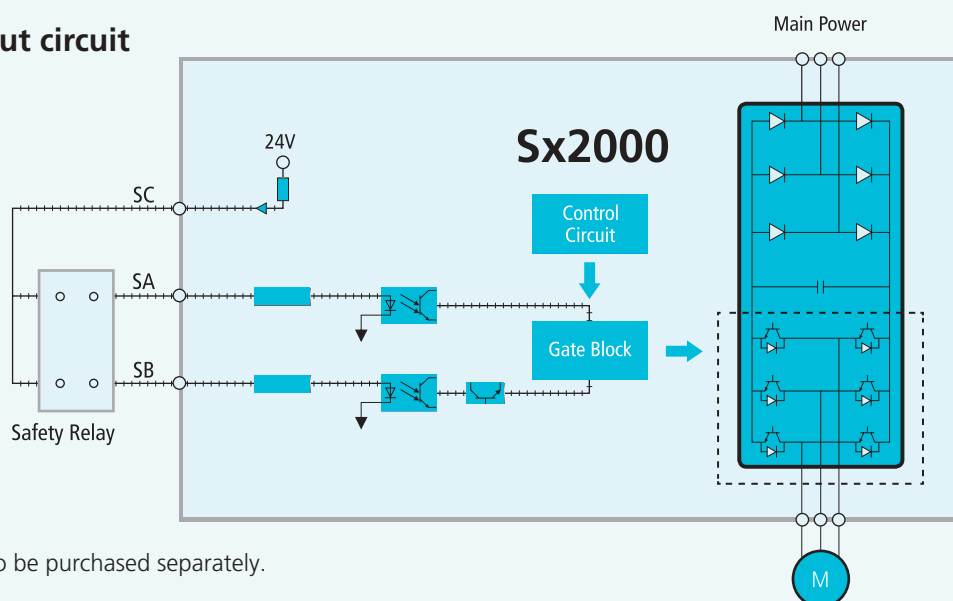 ut circuit
Main Power
24V
Sx2000
SC
Control
Circuit
SA
Gate Block
SB
Safety Relay
be purchased separately.
M